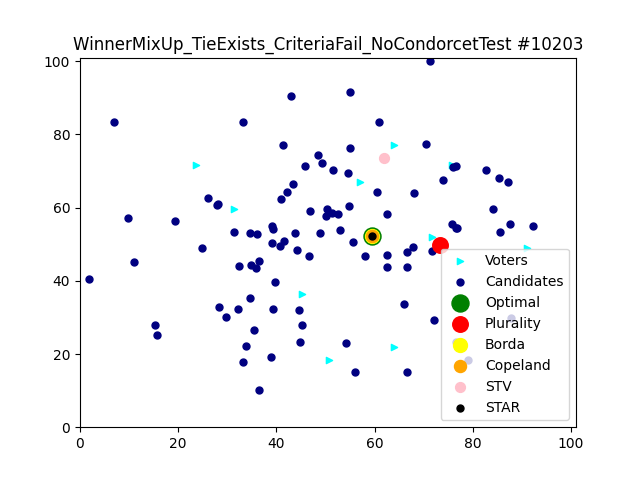 WinnerMixUp_TieExists_CriteriaFail_NoCondorcetTest #10203
100
80
60
40
20
0
0 20 40 60 80 100
Voters
Candidates
Optimal
Plurality
Borda
Copeland
STV
STAR